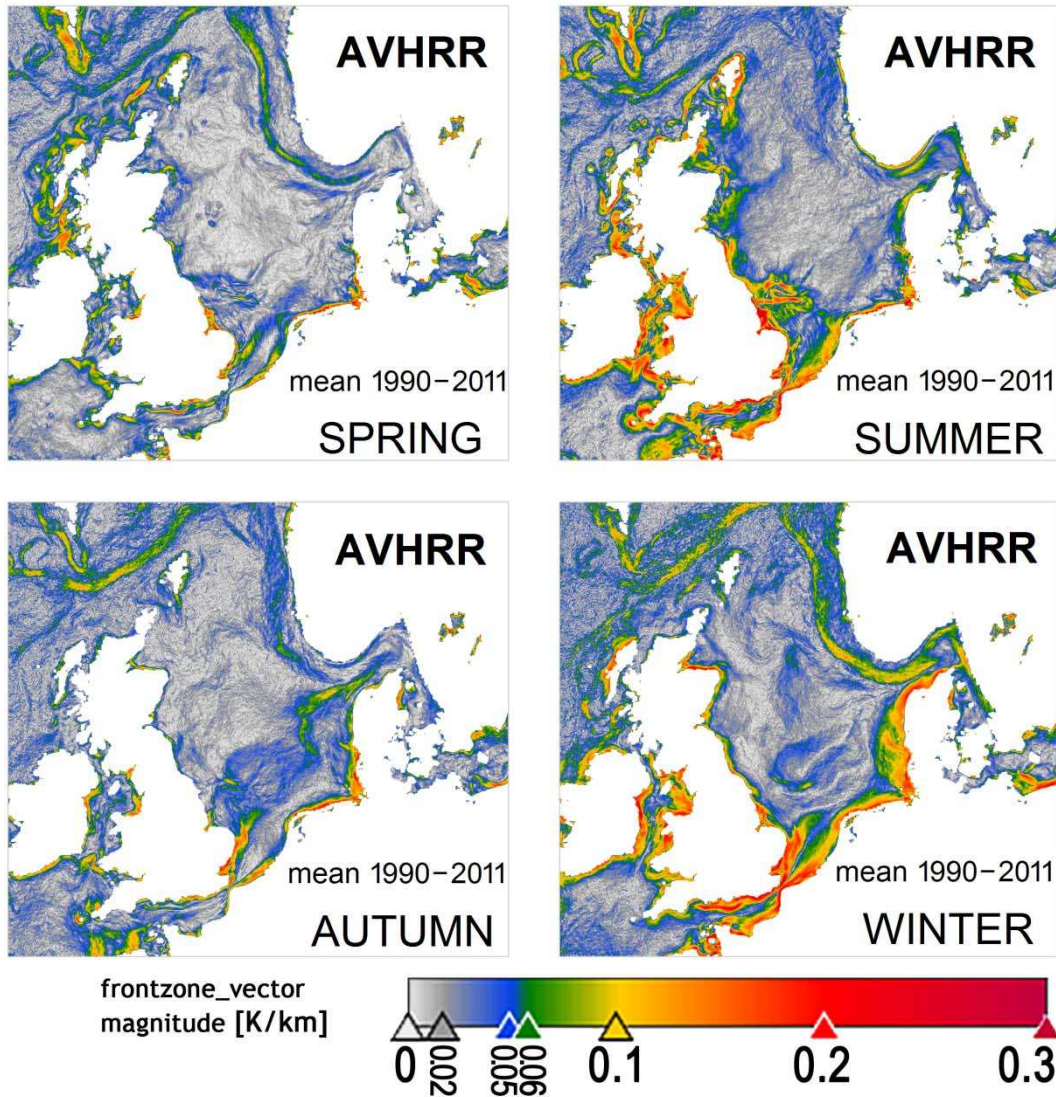 AVHRR
mean 1990–2011
SPRING
AVHRR
mean 1990–2011
SUMMER
AVHRR
mean 1990–2011
AUTUMN
AVHRR
mean 1990–2011
WINTER
frontzone_vector
magnitude [K/km]
0 0.02 0.05 0.06 0.1 0.2 0.3